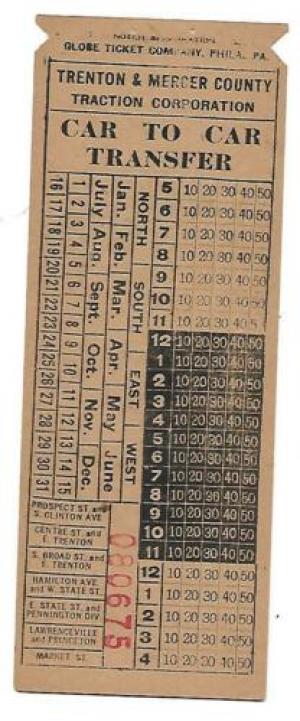 GLOBE TICKET COMPANY, PHILA. PA.
TRENTON & MERCER COUNTY
TRACTION CORPORATION
CAR TO CAR
TRANSFER
5 10 20 30 40 50
6 10 20 30 40 50
7 10 20 30 40 50
8 10 20 30 40 50
9 10 20 30 40 50
10 10 20 30 40 50
11 10 20 30 40 5
12 10 20 30 40 50
1 10 20 30 40 50
2 10 20 30 40 50
3 10 20 30 40 50
4 10 20 30 40 50
5 10 20 30 40 50
6 10 20 30 40 50
7 10 20 30 40 50
8 10 20 30 40 50
9 10 20 30 40 50
10 10 20 30 40 50
11 10 20 30 40 50
12 10 20 30 40 50
1 10 20 30 40 50
2 10 20 30 40 50
3 10 20 30 40 50
4 10 20 30 40 50
NORTH SOUTH EAST WEST
Jan. Feb. Mar. Apr. May June
July Aug. Sept. Oct. Nov. Dec.
1 2 3 4 5 6 7 8 9 10 11 12 13 14 15
16 17 18 19 20 21 22 23 24 25 26 27 28 29 30 31
PROSPECT ST. and
S. CLINTON AVE
CENTRE ST. and
E. TRENTON
S. BROAD ST. and
E. TRENTON
HAMILTON AVE
and W. STATE ST.
E. STATE ST. and
PENNINGTON DIV.
LAWRENCEVILLE
and PRINCETON
MARKET ST.
080675